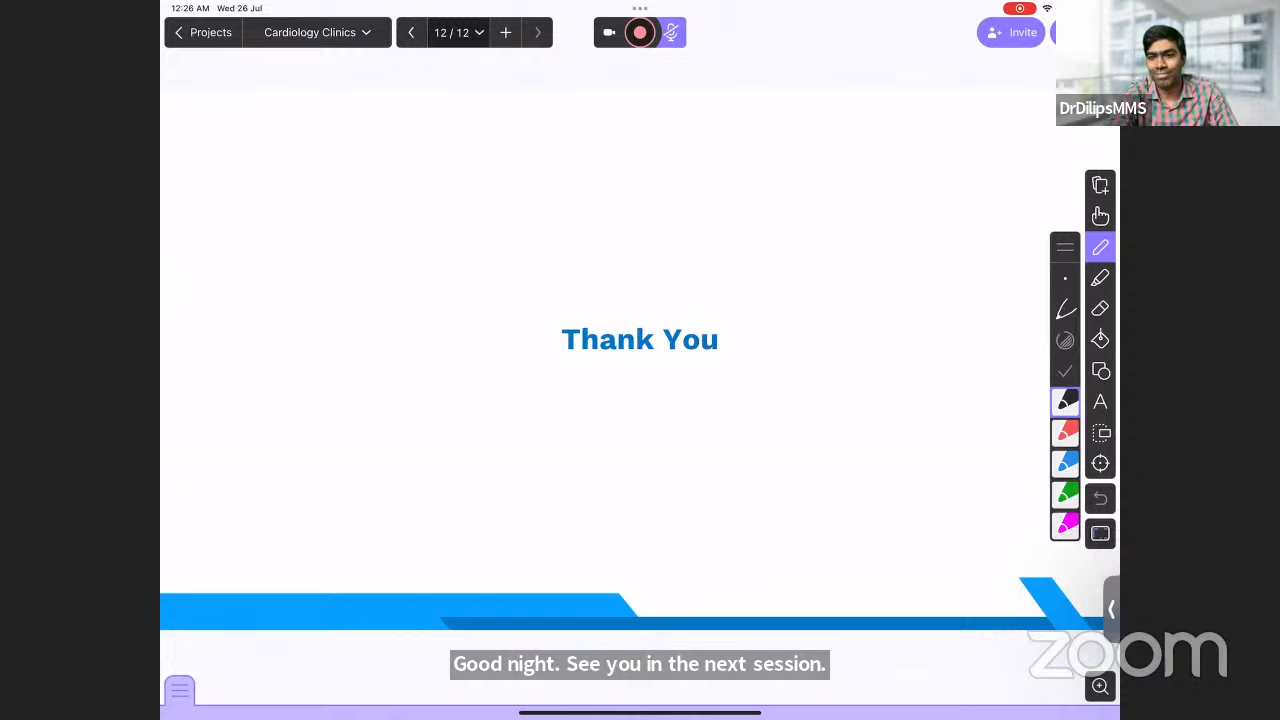 12:26 AM Wed 26 Jul
Projects
Cardiology Clinics
12 / 12
Invite
DrDilipsMMS
Thank You
A
Good night. See you in the next session.
zoom